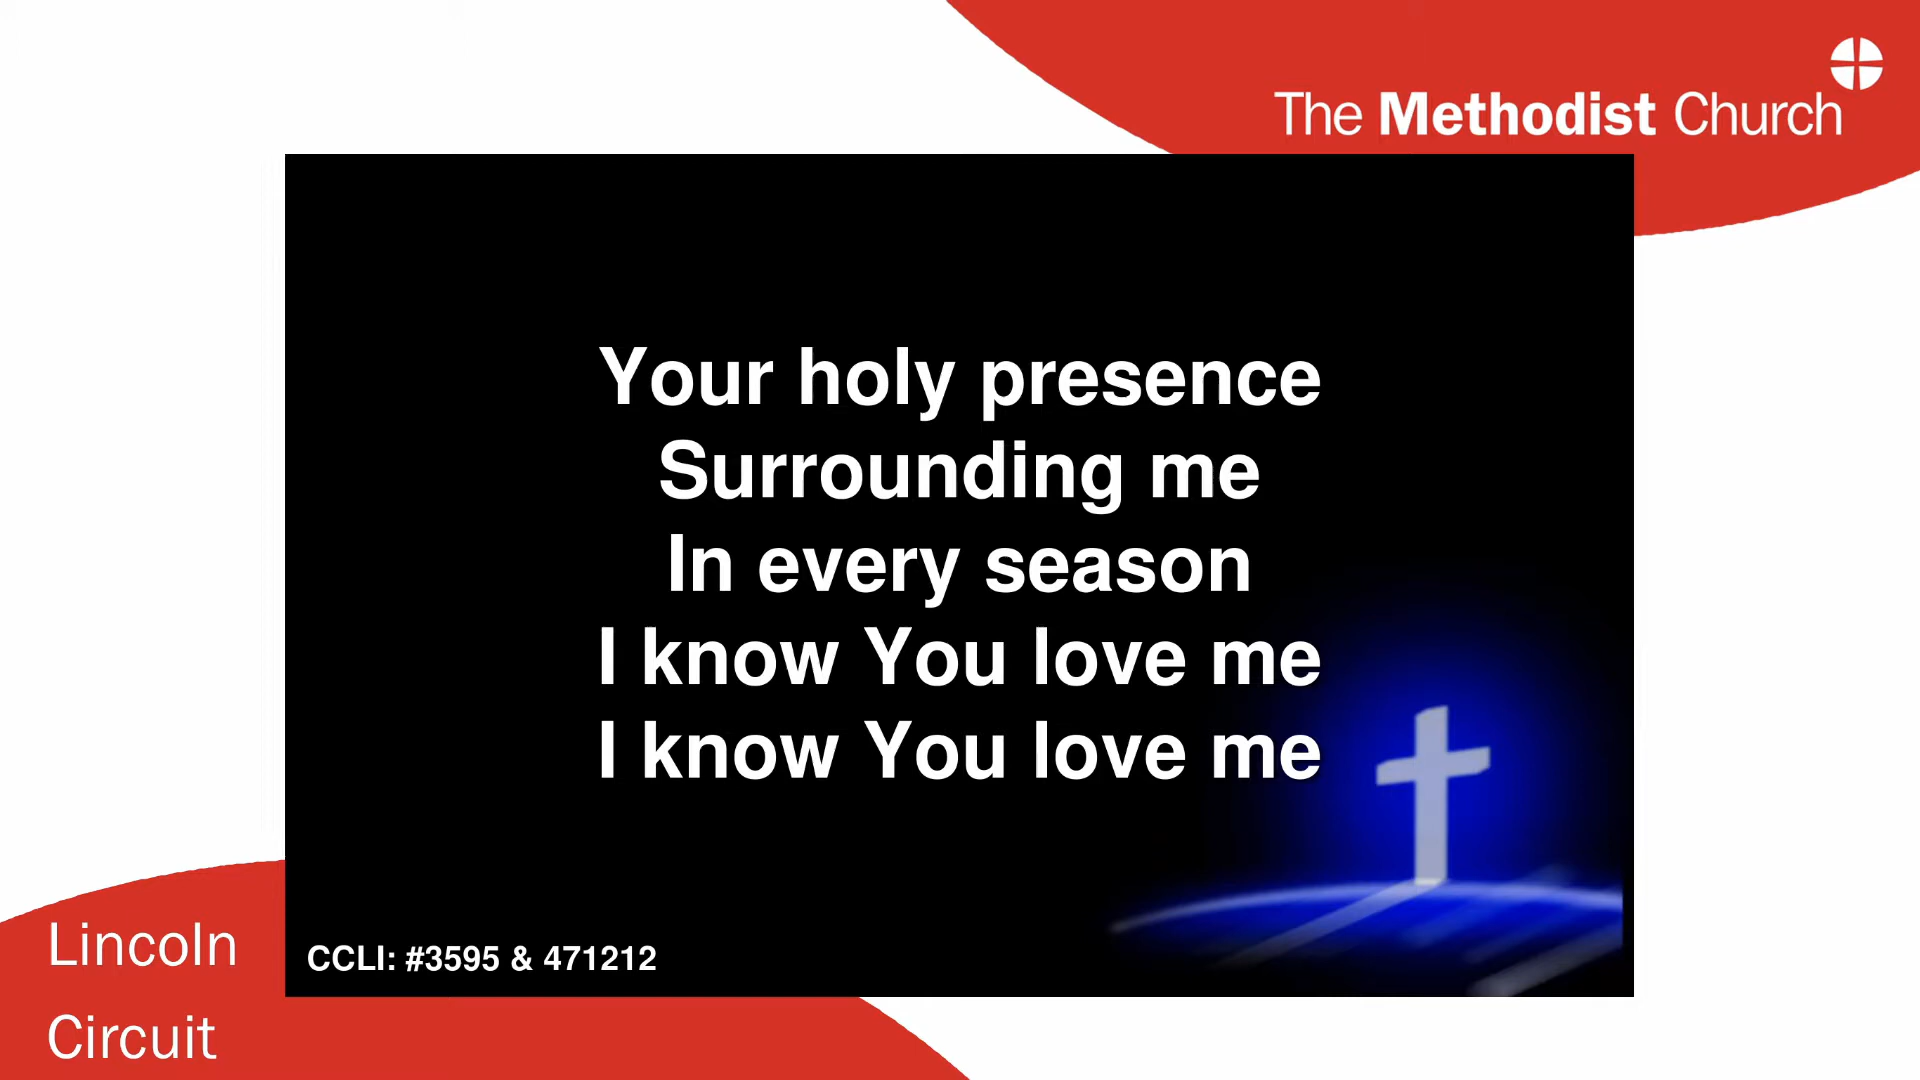 The Methodist Church
Your holy presence
Surrounding me
In every season
I know You love me
I know You love me
CCLI: #3595 & 471212
Lincoln
Circuit